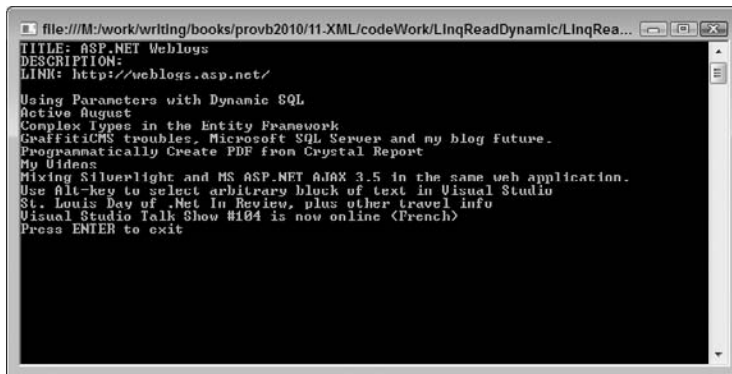 file:///M:/work/writing/books/provb2010/11-XML/codeWork/LinqReadDynamic/LinqRea...
TITLE: ASP.NET Weblogs
DESCRIPTION:
LINK: http://weblogs.asp.net/
Using Parameters with Dynamic SQL
Active August
Complex Types in the Entity Framework
GraffitiCMS troubles, Microsoft SQL Server and my blog future.
Programmatically Create PDF from Crystal Report
My Videos
Mixing Silverlight and MS ASP.NET AJAX 3.5 in the same web application.
Use Alt-key to select arbitrary block of text in Visual Studio
St. Louis Day of .Net In Review, plus other travel info
Visual Studio Talk Show #104 is now online (French)
Press ENTER to exit